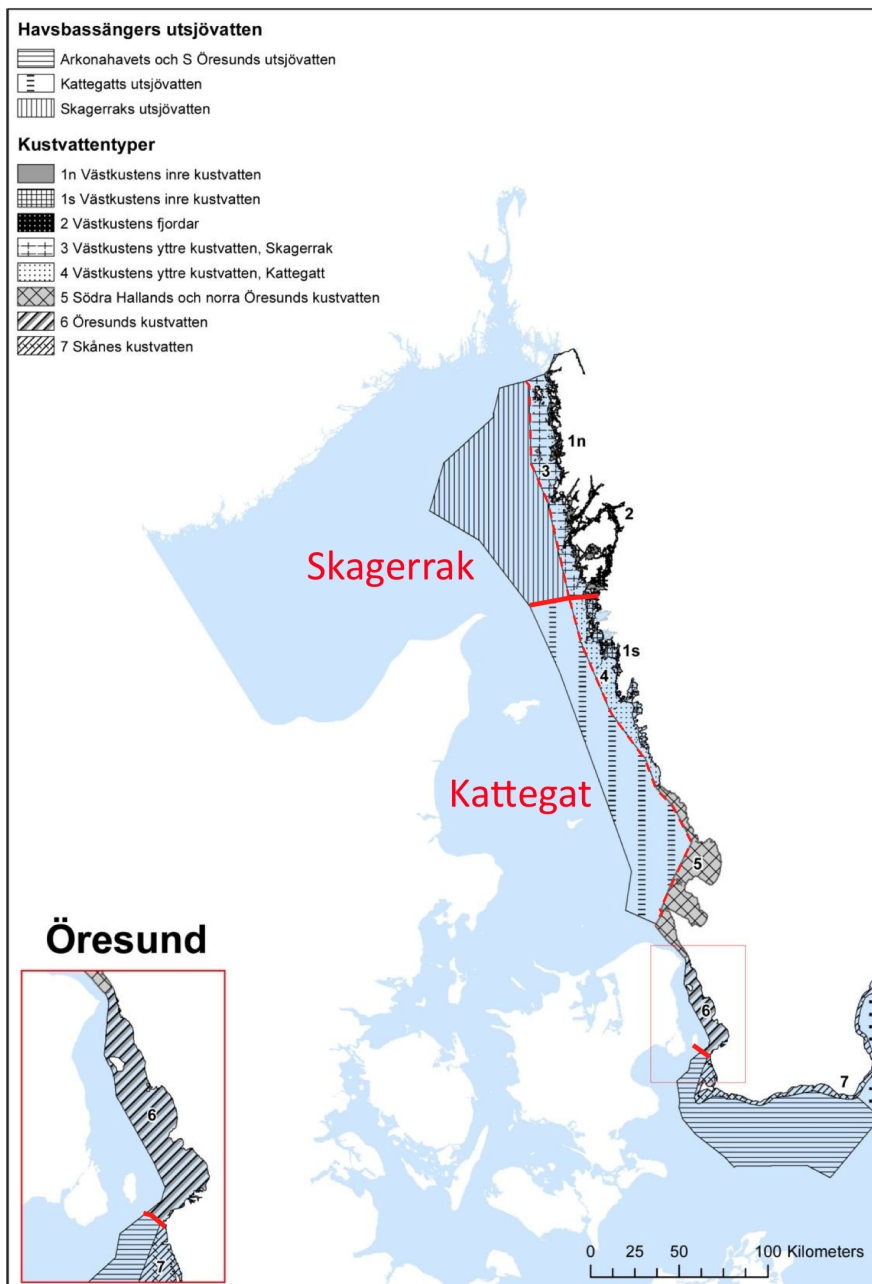 Havsbassängers utsjövatten
Arkonahavets och S Öresunds utsjövatten
Kattegatts utsjövatten
Skagerraks utsjövatten
Kustvattentyper
1n Västkustens inre kustvatten
1s Västkustens inre kustvatten
2 Västkustens fjordar
3 Västkustens yttre kustvatten, Skagerrak
4 Västkustens yttre kustvatten, Kattegatt
5 Södra Hallands och norra Öresunds kustvatten
6 Öresunds kustvatten
7 Skånes kustvatten
1n
3
2
Skagerrak
1s
4
Kattegat
5
Öresund
6
7
6
7
0 25 50 100 Kilometers